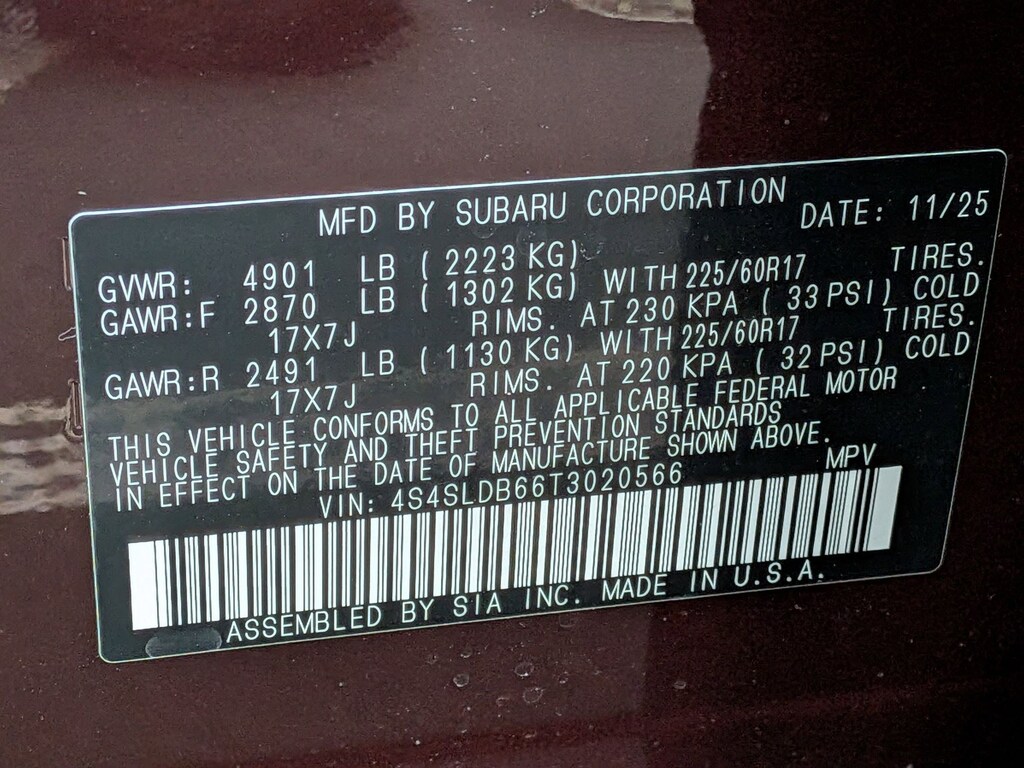 MFD BY SUBARU CORPORATION DATE: 11/25
GVWR: 4901 LB ( 2223 KG)
GAWR:F 2870 LB ( 1302 KG) WITH 225/60R17 TIRES.
17X7J RIMS. AT 230 KPA ( 33 PSI) COLD
GAWR:R 2491 LB ( 1130 KG) WITH 225/60R17 TIRES.
17X7J RIMS. AT 220 KPA ( 32 PSI) COLD
THIS VEHICLE CONFORMS TO ALL APPLICABLE FEDERAL MOTOR
VEHICLE SAFETY AND THEFT PREVENTION STANDARDS
IN EFFECT ON THE DATE OF MANUFACTURE SHOWN ABOVE.
VIN: 4S4SLDB66T3020566 MPV
ASSEMBLED BY SIA INC. MADE IN U.S.A.